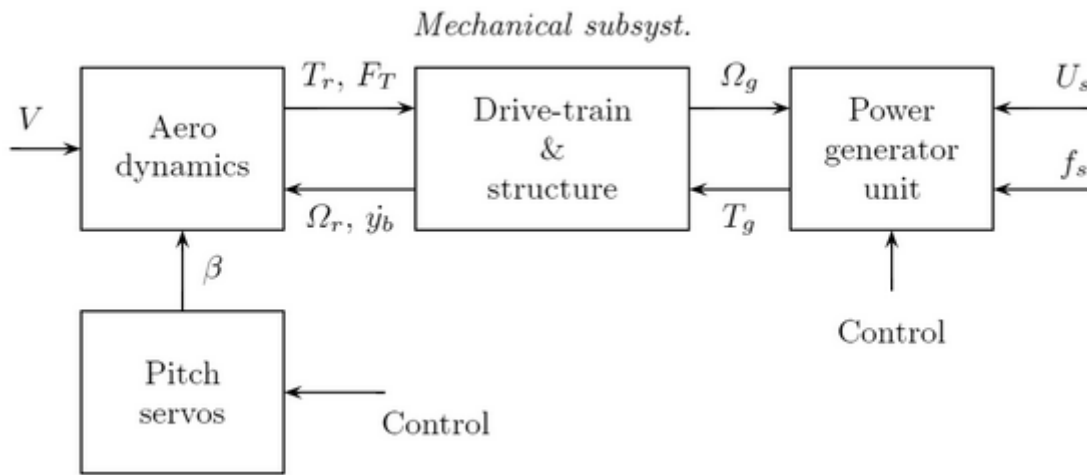 Mechanical subsyst.
T_r, F_T
Ω_g
U_s
V
Aero
dynamics
Drive-train
&
structure
Power
generator
unit
f_s
Ω_r, ẏ_b
T_g
β
Control
Pitch
servos
Control